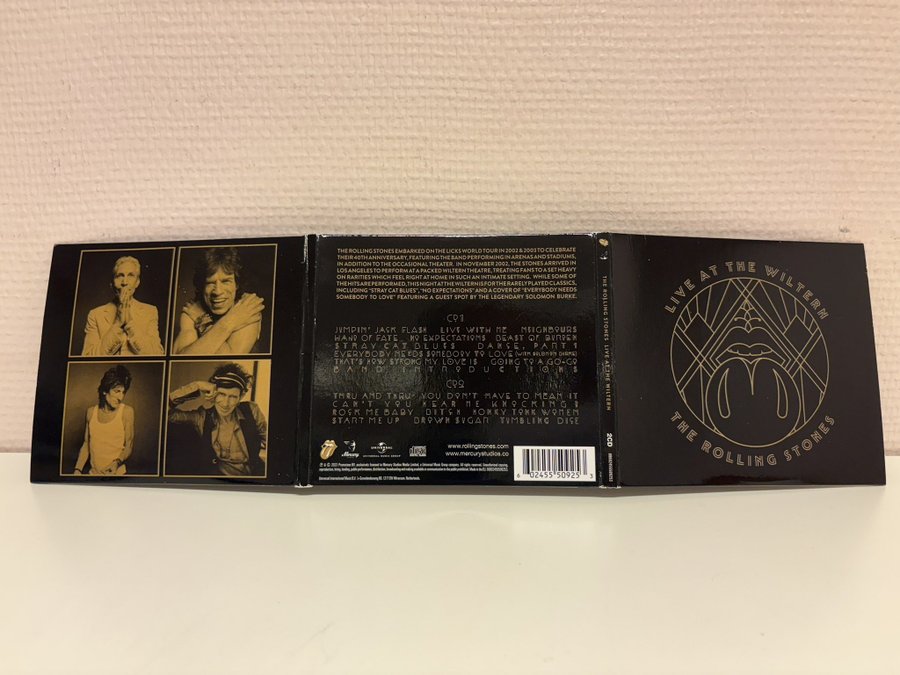 THE ROLLING STONES EMBARKED ON THE LICKS WORLD TOUR IN 2002 & 2003 TO CELEBRATE
THEIR 40TH ANNIVERSARY, FEATURING THE BAND PERFORMING IN ARENAS AND STADIUMS,
IN ADDITION TO THE OCCASIONAL THEATER. IN NOVEMBER 2002, THE STONES ARRIVED IN
LOS ANGELES TO PERFORM AT A PACKED WILTERN THEATRE, TREATING FANS TO A SET HEAVY
ON RARITIES WHICH FEEL RIGHT AT HOME IN SUCH AN INTIMATE SETTING. WHILE SOME OF
THE HITS ARE PERFORMED, THIS NIGHT AT THE WILTERN IS FOR THE RARELY PLAYED CLASSICS,
INCLUDING "STRAY CAT BLUES", "NO EXPECTATIONS" AND A COVER OF "EVERYBODY NEEDS
SOMEBODY TO LOVE" FEATURING A GUEST SPOT BY THE LEGENDARY SOLOMON BURKE.
CD1
JUMPIN' JACK FLASH LIVE WITH ME NEIGHBOURS
HAND OF FATE NO EXPECTATIONS BEAST OF BURDEN
STRAY CAT BLUES DANCE, PART 1
EVERYBODY NEEDS SOMEBODY TO LOVE (WITH SOLOMON BURKE)
THAT'S HOW STRONG MY LOVE IS GOING TO A GO-GO
BAND INTRODUCTIONS
CD2
THRU AND THRU YOU DON'T HAVE TO MEAN IT
CAN'T YOU HEAR ME KNOCKING
ROCK ME BABY BITCH HONKY TONK WOMEN
START ME UP BROWN SUGAR TUMBLING DICE
Mercury
UNIVERSAL
UNIVERSAL MUSIC GROUP
www.rollingstones.com
www.mercurystudios.co
6 02455 50925 3
THE ROLLING STONES LIVE AT THE WILTERN
2CD
LIVE AT THE WILTERN
THE ROLLING STONES